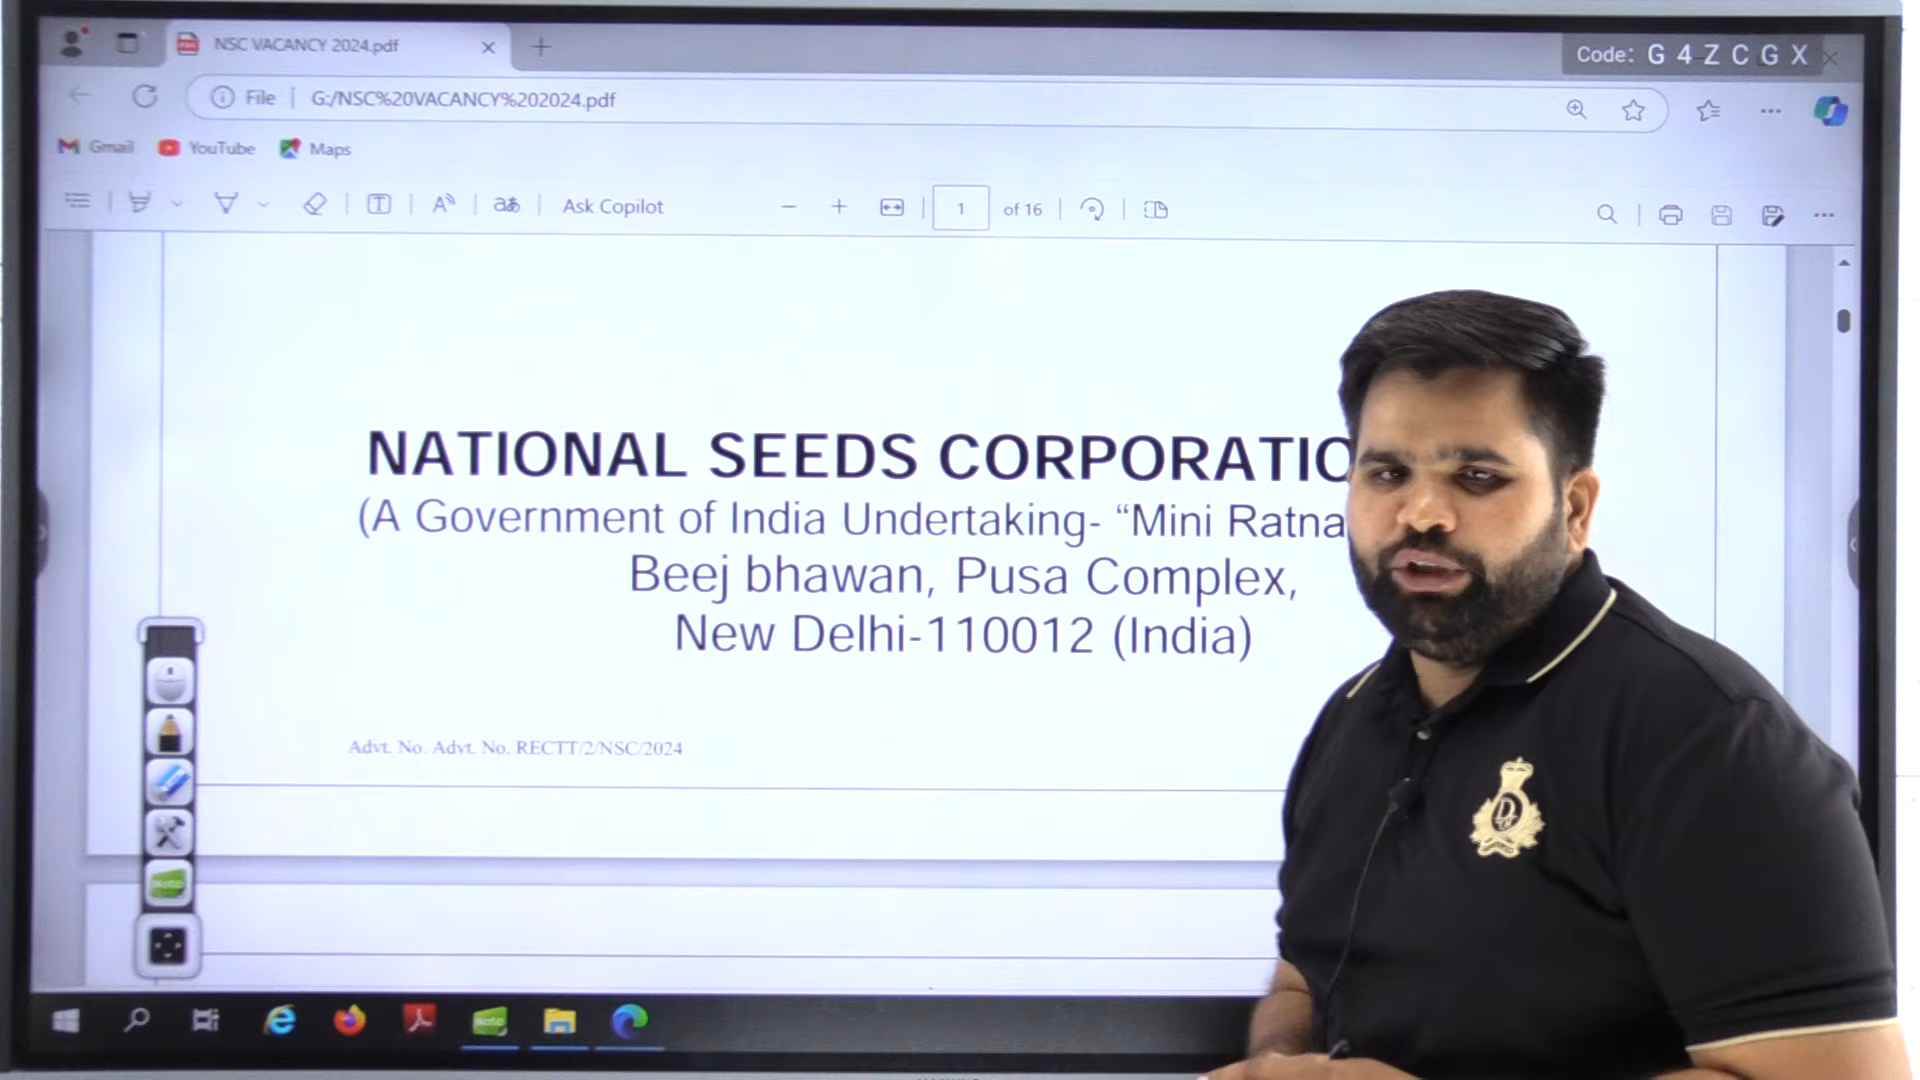 NSC VACANCY 2024.pdf
Code: G 4 Z C G X
File
G:/NSC%20VACANCY%202024.pdf
Gmail
YouTube
Maps
Ask Copilot
1
of 16
NATIONAL SEEDS CORPORATIO
(A Government of India Undertaking- “Mini Ratna
Beej bhawan, Pusa Complex,
New Delhi-110012 (India)
Advt. No. Advt. No. RECTT/2/NSC/2024
Note
Note